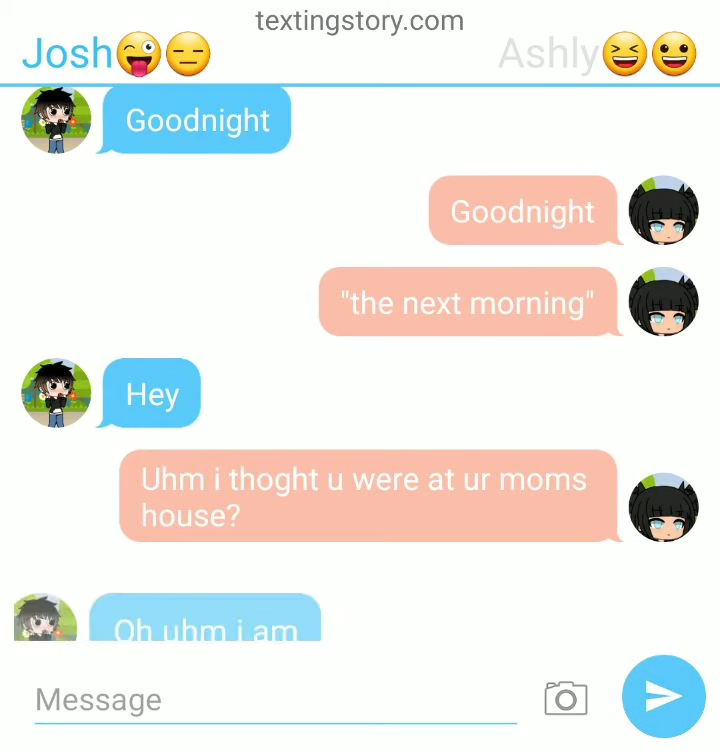 textingstory.com
Josh😜😑 Ashly😆😀
Goodnight
Goodnight
"the next morning"
Hey
Uhm i thoght u were at ur moms
house?
Oh uhm i am
Message